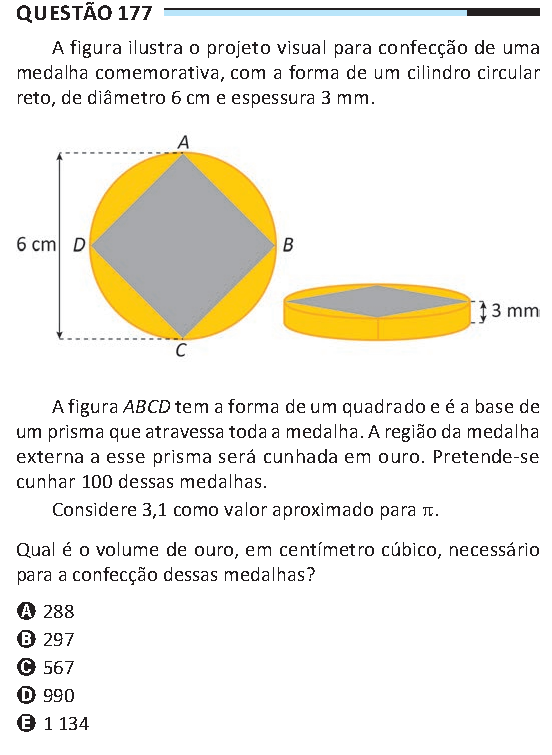 QUESTÃO 177
A figura ilustra o projeto visual para confecção de uma
medalha comemorativa, com a forma de um cilindro circular
reto, de diâmetro 6 cm e espessura 3 mm.
A
6 cm
D
B
3 mm
C
A figura ABCD tem a forma de um quadrado e é a base de
um prisma que atravessa toda a medalha. A região da medalha
externa a esse prisma será cunhada em ouro. Pretende-se
cunhar 100 dessas medalhas.
Considere 3,1 como valor aproximado para π.
Qual é o volume de ouro, em centímetro cúbico, necessário
para a confecção dessas medalhas?
A 288
B 297
C 567
D 990
E 1 134